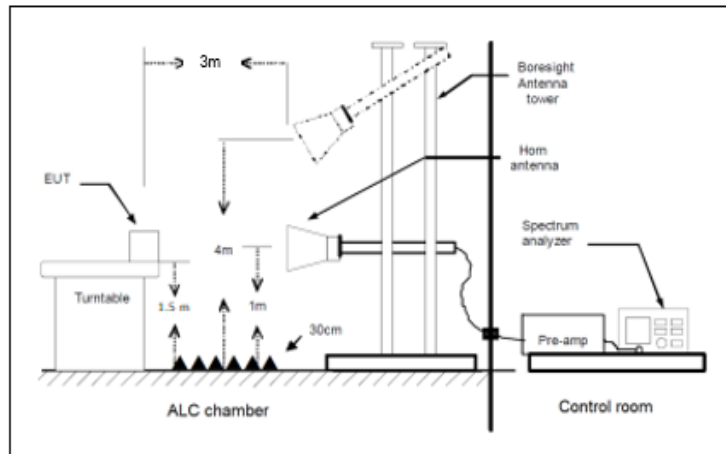 3m
Boresight
Antenna
tower
Horn
antenna
EUT
Spectrum
analyzer
4m
Turntable
1.5 m
1m
30cm
Pre-amp
ALC chamber
Control room